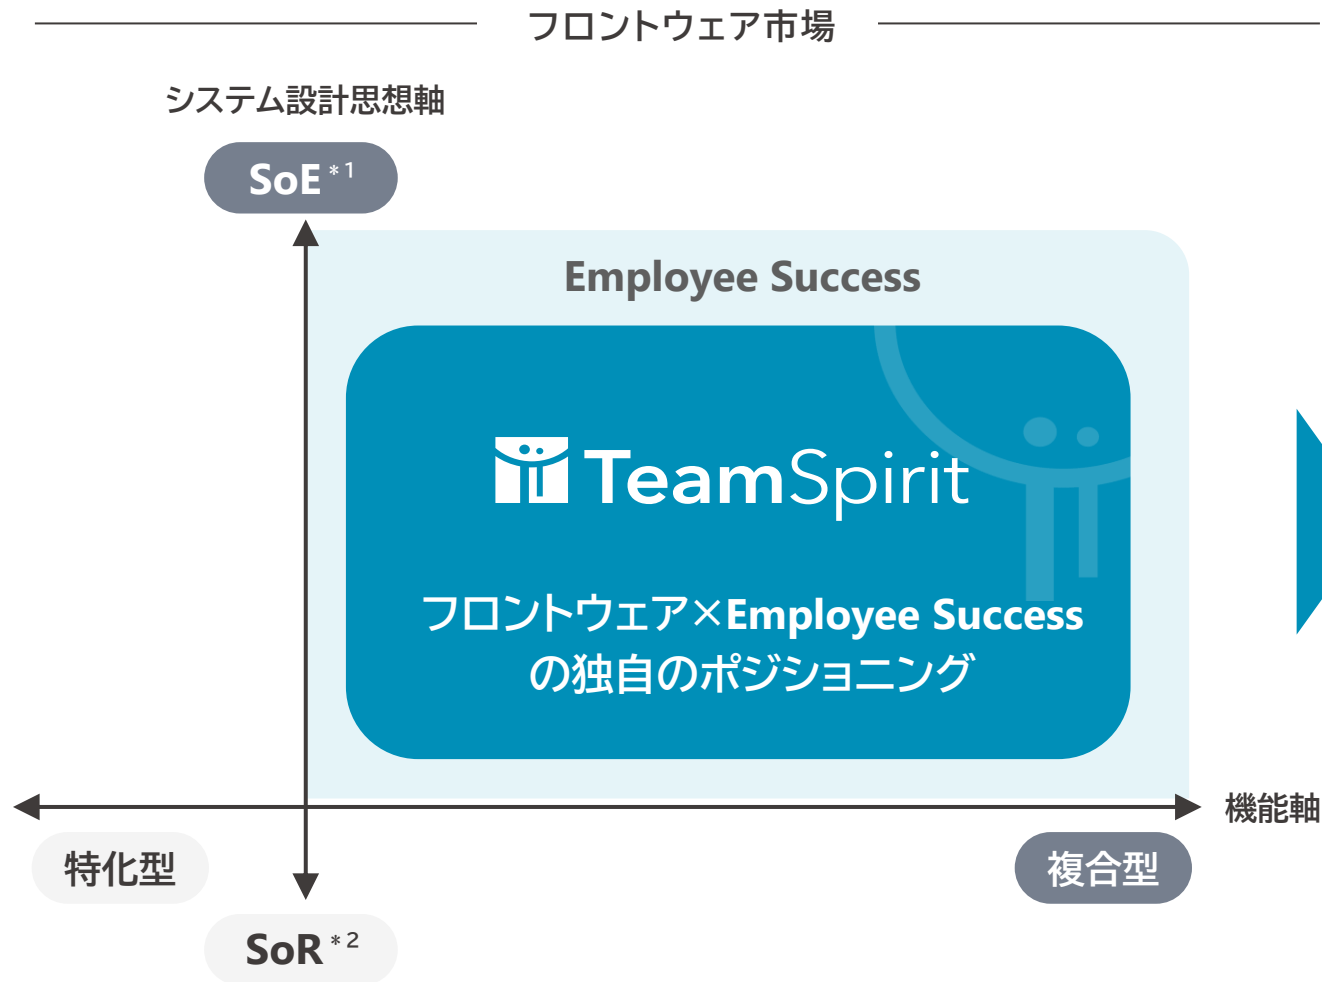 フロントウェア市場
システム設計思想軸
SoE*1
Employee Success
TeamSpirit
フロントウェア×Employee Success
の独自のポジショニング
機能軸
特化型
複合型
SoR*2